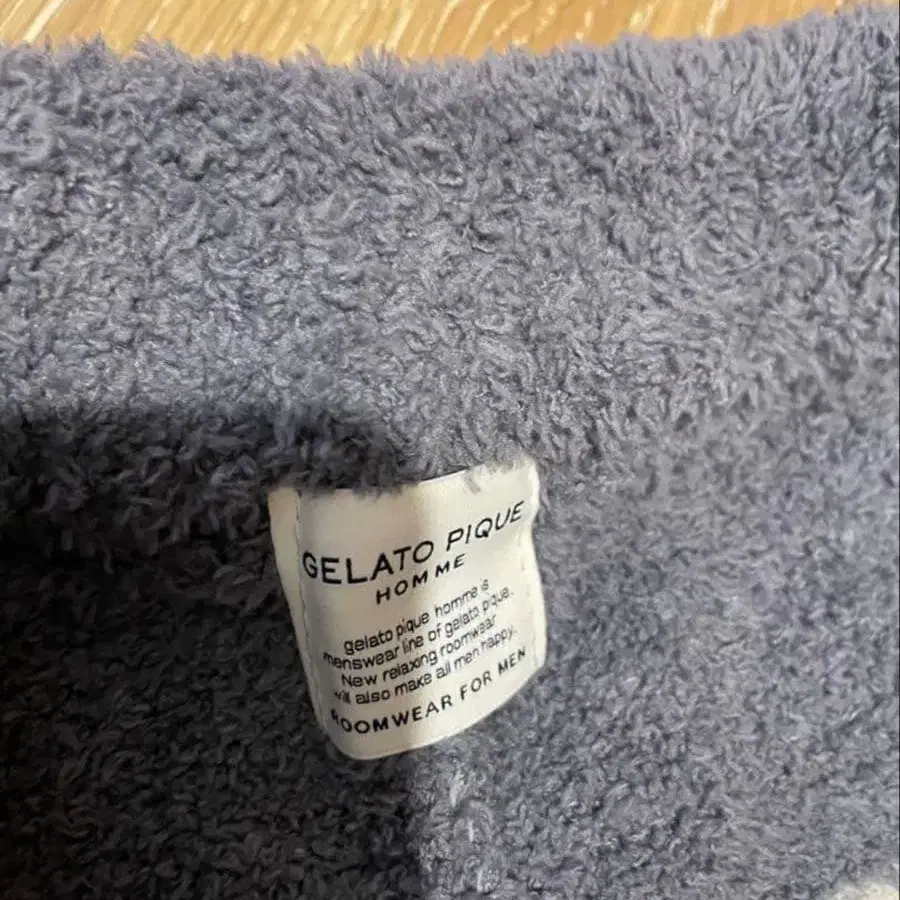 GELATO PIQUE
HOMME
gelato pique homme is
menswear line of gelato pique.
New relaxing roomwear
will also make all men happy.
ROOMWEAR FOR MEN